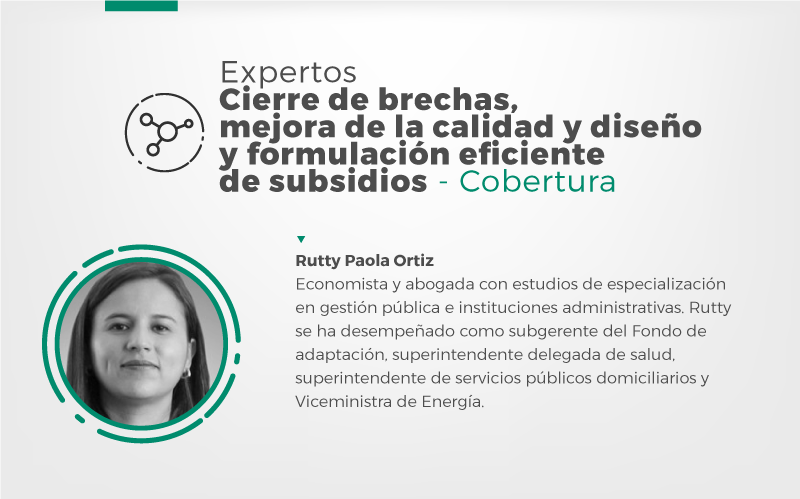 Expertos
Cierre de brechas,
mejora de la calidad y diseño
y formulación eficiente
de subsidios - Cobertura
Rutty Paola Ortiz
Economista y abogada con estudios de especialización
en gestión pública e instituciones administrativas. Rutty
se ha desempeñado como subgerente del Fondo de
adaptación, superintendente delegada de salud,
superintendente de servicios públicos domiciliarios y
Viceministra de Energía.